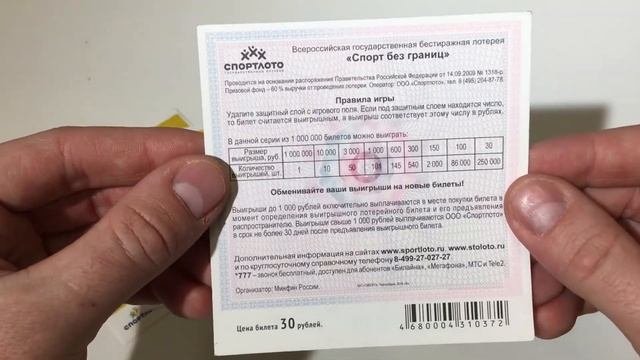 СПОРТЛОТО
Всероссийская государственная бестиражная лотерея
«Спорт без границ»
Проводится на основании распоряжения Правительства Российской Федерации от 14.09.2009 № 1318-р.
Призовой фонд – 60 % выручки от проведения лотереи. Оператор: ООО «Спортлото», т. 8 (495) 204-87-78.
Правила игры
Удалите защитный слой с игрового поля. Если под защитным слоем находится число,
то билет считается выигрышным, а выигрыш соответствует этому числу в рублях.
В данной серии из 1 000 000 билетов можно выиграть:
Размер выигрыша, руб. 1 000 000 10 000 3 000 1 000 600 300 150 100 30
Количество выигрышей, шт. 1 10 50 101 145 540 2 000 86 000 250 000
Обменивайте ваши выигрыши на новые билеты!
Выигрыши до 1 000 рублей включительно выплачиваются в месте покупки билета в
момент определения выигрышного лотерейного билета и его предъявления
распространителю. Выигрыши свыше 1 000 рублей выплачиваются ООО «Спортлото»
в срок не более 30 дней после предъявления выигрышного билета.
Дополнительная информация на сайтах www.sportloto.ru www.stoloto.ru
и по круглосуточному справочному телефону 8-499-27-027-27
*777 – звонок бесплатный, доступен для абонентов «Билайна», «Мегафона», МТС и Tele2.
Организатор: Минфин России.
Цена билета 30 рублей.
4 680004 310372